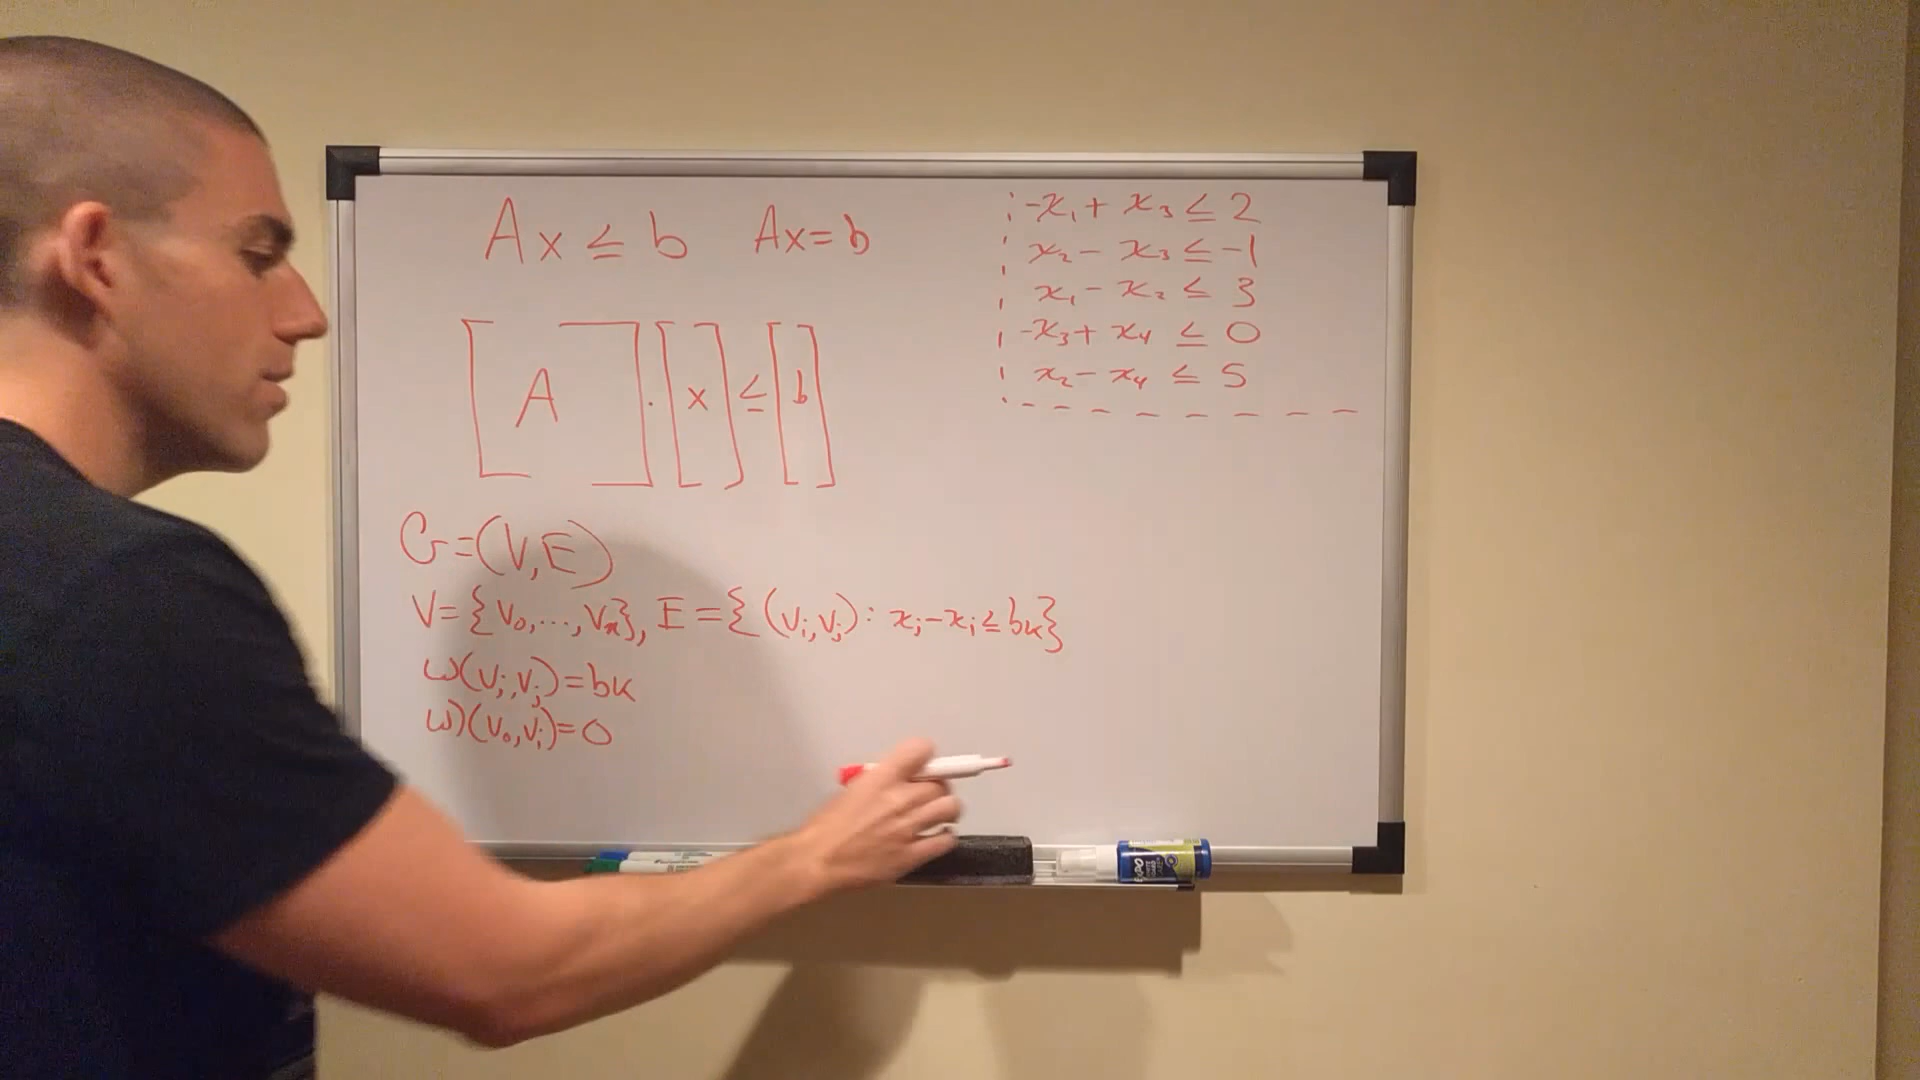 Ax ≤ b Ax = b
-x₁ + x₃ ≤ 2
x₂ - x₃ ≤ -1
x₁ - x₂ ≤ 3
-x₃ + x₄ ≤ 0
x₂ - x₄ ≤ 5
[A] · [x] ≤ [b]
G=(V,E)
V={v₀,...,vₙ}, E={(vᵢ,vⱼ): xⱼ-xᵢ≤bₖ}
ω(vᵢ,vⱼ)=bₖ
ω)(v₀,vᵢ)=0
EXPO